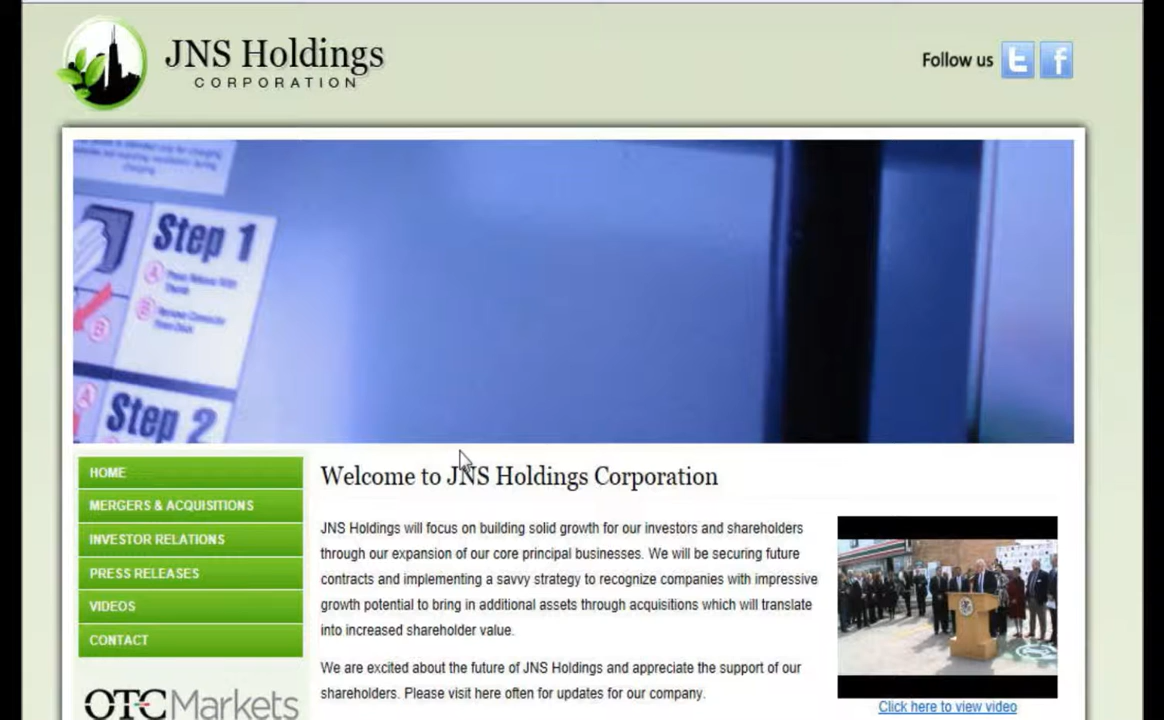 JNS Holdings
CORPORATION
Follow us
Step 1
A
B
B
A
Step 2
HOME
MERGERS & ACQUISITIONS
INVESTOR RELATIONS
PRESS RELEASES
VIDEOS
CONTACT
OTC Markets
Welcome to JNS Holdings Corporation
JNS Holdings will focus on building solid growth for our investors and shareholders
through our expansion of our core principal businesses. We will be securing future
contracts and implementing a savvy strategy to recognize companies with impressive
growth potential to bring in additional assets through acquisitions which will translate
into increased shareholder value.
We are excited about the future of JNS Holdings and appreciate the support of our
shareholders. Please visit here often for updates for our company.
Click here to view video